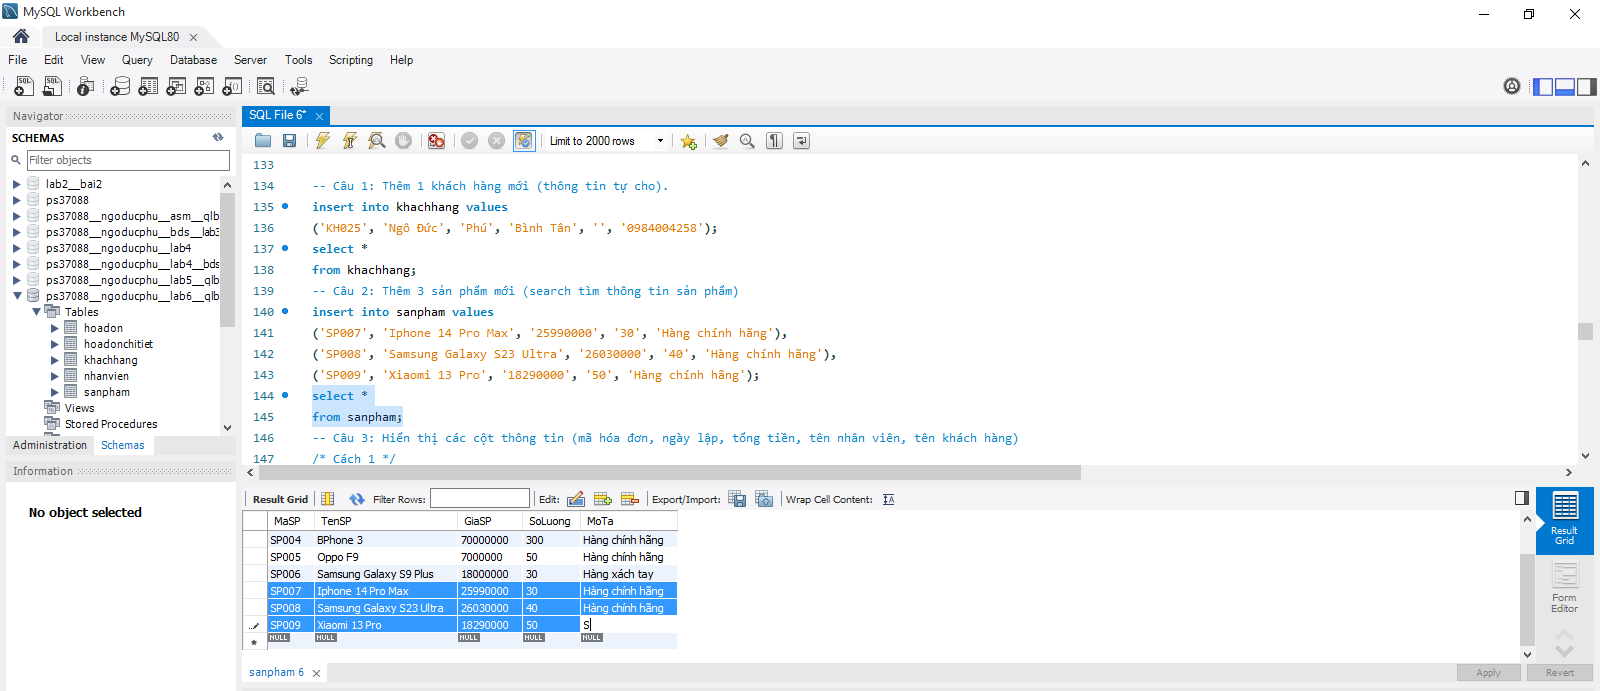 MySQL Workbench
Local instance MySQL80
File Edit View Query Database Server Tools Scripting Help
Navigator
SCHEMAS
Filter objects
lab2__bai2
ps37088
ps37088__ngoducphu__asm__qlb
ps37088__ngoducphu__bds__lab3
ps37088__ngoducphu__lab4
ps37088__ngoducphu__lab4__bds
ps37088__ngoducphu__lab5__qlb
ps37088__ngoducphu__lab6__qlb
Tables
hoadon
hoadonchitiet
khachhang
nhanvien
sanpham
Views
Stored Procedures
Administration Schemas
Information
No object selected
SQL File 6*
Limit to 2000 rows
133
134 -- Câu 1: Thêm 1 khách hàng mới (thông tin tự cho).
135 insert into khachhang values
136 ('KH025', 'Ngô Đức', 'Phú', 'Bình Tân', '', '0984004258');
137 select *
138 from khachhang;
139 -- Câu 2: Thêm 3 sản phẩm mới (search tìm thông tin sản phẩm)
140 insert into sanpham values
141 ('SP007', 'Iphone 14 Pro Max', '25990000', '30', 'Hàng chính hãng'),
142 ('SP008', 'Samsung Galaxy S23 Ultra', '26030000', '40', 'Hàng chính hãng'),
143 ('SP009', 'Xiaomi 13 Pro', '18290000', '50', 'Hàng chính hãng');
144 select *
145 from sanpham;
146 -- Câu 3: Hiển thị các cột thông tin (mã hóa đơn, ngày lập, tổng tiền, tên nhân viên, tên khách hàng)
147 /* Cách 1 */
Result Grid Filter Rows: Edit: Export/Import: Wrap Cell Content:
MaSP TenSP GiaSP SoLuong MoTa
SP004 BPhone 3 70000000 300 Hàng chính hãng
SP005 Oppo F9 7000000 50 Hàng chính hãng
SP006 Samsung Galaxy S9 Plus 18000000 30 Hàng xách tay
SP007 Iphone 14 Pro Max 25990000 30 Hàng chính hãng
SP008 Samsung Galaxy S23 Ultra 26030000 40 Hàng chính hãng
SP009 Xiaomi 13 Pro 18290000 50 S
NULL NULL NULL NULL NULL
Result
Grid
Form
Editor
sanpham 6
Apply Revert